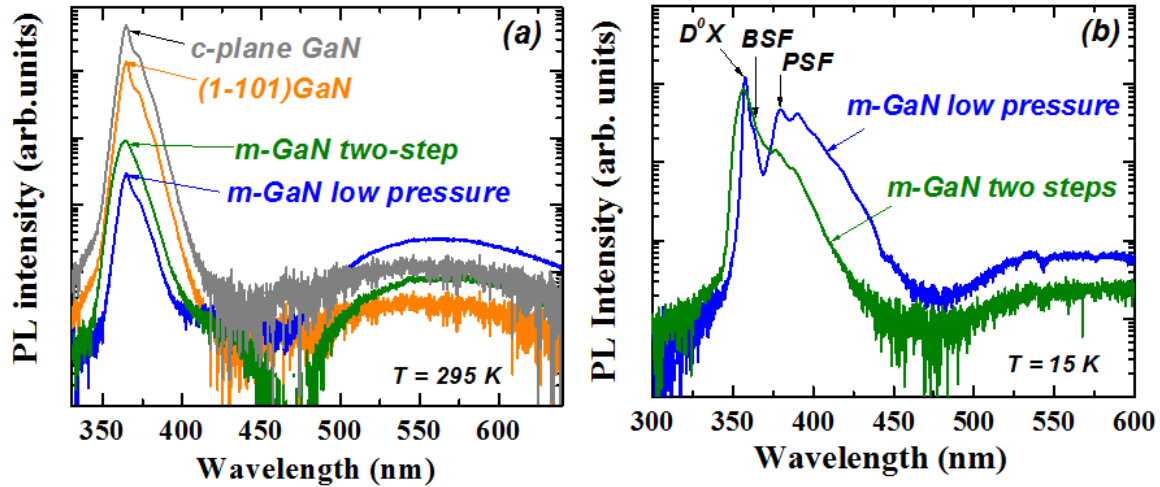 (a)
c-plane GaN
(1-101)GaN
m-GaN two-step
m-GaN low pressure
T = 295 K
PL intensity (arb.units)
350 400 450 500 550 600
Wavelength (nm)
(b)
D⁰X BSF PSF
m-GaN low pressure
m-GaN two steps
T = 15 K
PL Intensity (arb. units)
300 350 400 450 500 550 600
Wavelength (nm)